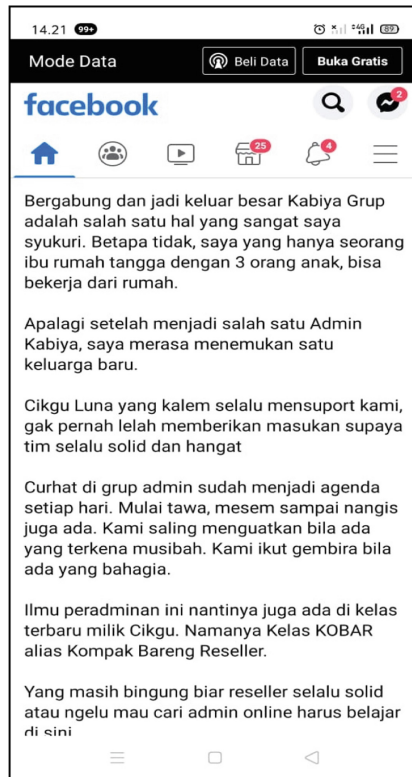 14.21 99+ 4G 89
Mode Data Beli Data Buka Gratis
facebook 2
25 4
Bergabung dan jadi keluar besar Kabiya Grup
adalah salah satu hal yang sangat saya
syukuri. Betapa tidak, saya yang hanya seorang
ibu rumah tangga dengan 3 orang anak, bisa
bekerja dari rumah.
Apalagi setelah menjadi salah satu Admin
Kabiya, saya merasa menemukan satu
keluarga baru.
Cikgu Luna yang kalem selalu mensuport kami,
gak pernah lelah memberikan masukan supaya
tim selalu solid dan hangat
Curhat di grup admin sudah menjadi agenda
setiap hari. Mulai tawa, mesem sampai nangis
juga ada. Kami saling menguatkan bila ada
yang terkena musibah. Kami ikut gembira bila
ada yang bahagia.
Ilmu peradminan ini nantinya juga ada di kelas
terbaru milik Cikgu. Namanya Kelas KOBAR
alias Kompak Bareng Reseller.
Yang masih bingung biar reseller selalu solid
atau ngelu mau cari admin online harus belajar
di sini